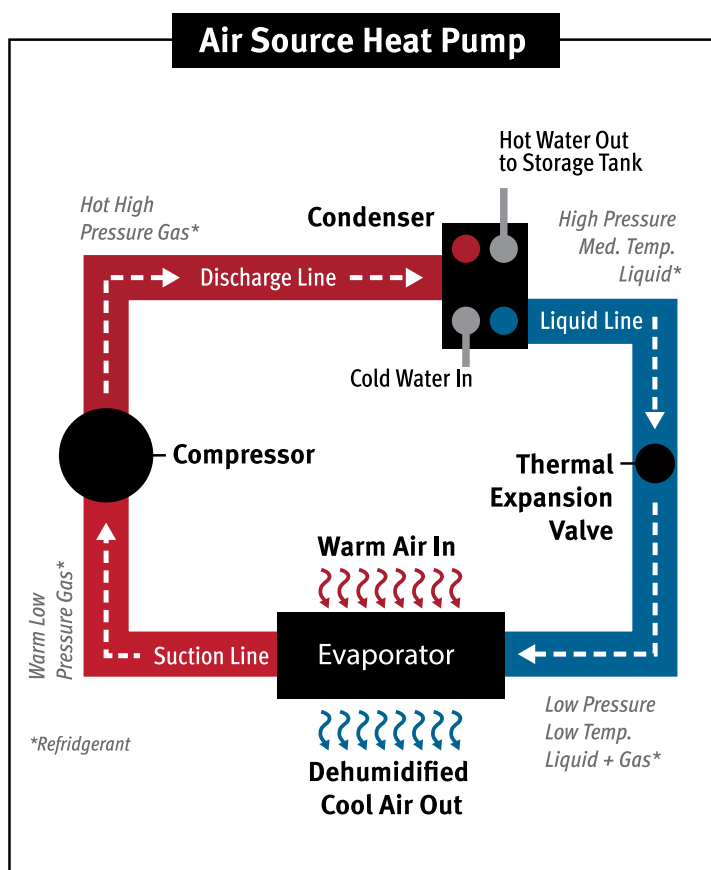 Air Source Heat Pump
Hot Water Out
to Storage Tank
Hot High
Pressure Gas*
Condenser
High Pressure
Med. Temp.
Liquid*
Discharge Line
Liquid Line
Cold Water In
Compressor
Thermal
Expansion
Valve
Warm Air In
Warm Low
Pressure Gas*
Suction Line
Evaporator
Low Pressure
Low Temp.
Liquid + Gas*
*Refridgerant
Dehumidified
Cool Air Out